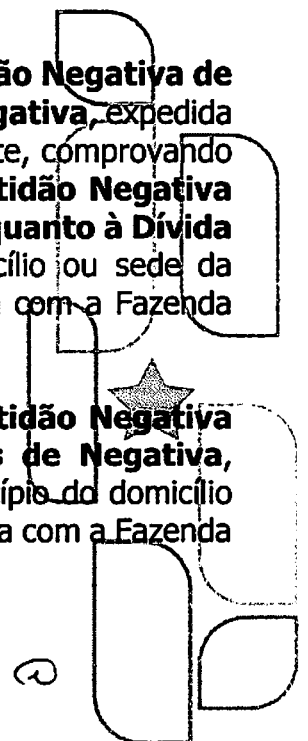 ão Negativa de
gativa, expedida
te, comprovando
tidão Negativa
quanto à Dívida
cílio ou sede da
com a Fazenda
tidão Negativa
s de Negativa,
ípio do domicílio
a com a Fazenda